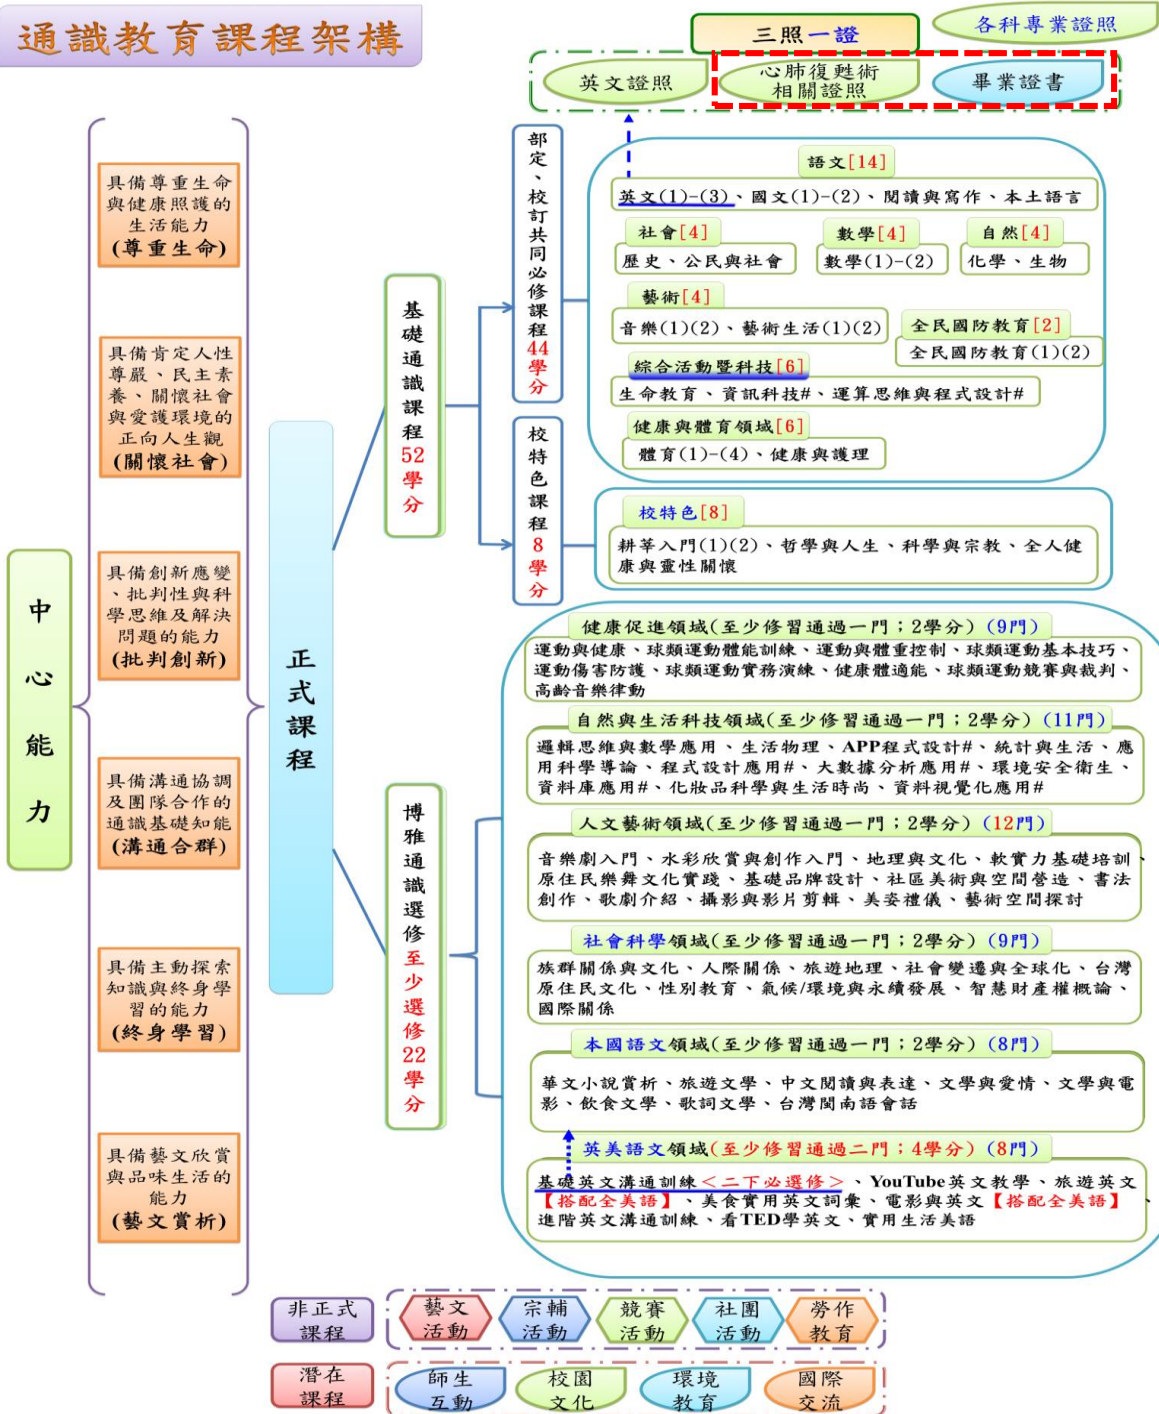 通識教育課程架構
三照一證
各科專業證照
英文證照
心肺復甦術
相關證照
畢業證書
中心能力
具備尊重生命
與健康照護的
生活能力
(尊重生命)
具備肯定人性
尊嚴、民主素
養、關懷社會
與愛護環境的
正向人生觀
(關懷社會)
具備創新應變
、批判性與科
學思維及解決
問題的能力
(批判創新)
具備溝通協調
及團隊合作的
通識基礎知能
(溝通合群)
具備主動探索
知識與終身學
習的能力
(終身學習)
具備藝文欣賞
與品味生活的
能力
(藝文賞析)
正式課程
基礎通識課程52學分
部定、校訂共同必修課程44學分
語文[14]
英文(1)-(3)、國文(1)-(2)、閱讀與寫作、本土語言
社會[4]
歷史、公民與社會
數學[4]
數學(1)-(2)
自然[4]
化學、生物
藝術[4]
音樂(1)(2)、藝術生活(1)(2)
全民國防教育[2]
全民國防教育(1)(2)
綜合活動暨科技[6]
生命教育、資訊科技#、運算思維與程式設計#
健康與體育領域[6]
體育(1)-(4)、健康與護理
校特色課程8學分
校特色[8]
耕莘入門(1)(2)、哲學與人生、科學與宗教、全人健
康與靈性關懷
博雅通識選修至少選修22學分
健康促進領域(至少修習通過一門；2學分) (9門)
運動與健康、球類運動體能訓練、運動與體重控制、球類運動基本技巧、
運動傷害防護、球類運動實務演練、健康體適能、球類運動競賽與裁判、
高齡音樂律動
自然與生活科技領域(至少修習通過一門；2學分) (11門)
邏輯思維與數學應用、生活物理、APP程式設計#、統計與生活、應
用科學導論、程式設計應用#、大數據分析應用#、環境安全衛生、
資料庫應用#、化妝品科學與生活時尚、資料視覺化應用#
人文藝術領域(至少修習通過一門；2學分) (12門)
音樂劇入門、水彩欣賞與創作入門、地理與文化、軟實力基礎培訓、
原住民樂舞文化實踐、基礎品牌設計、社區美術與空間營造、書法
創作、歌劇介紹、攝影與影片剪輯、美姿禮儀、藝術空間探討
社會科學領域(至少修習通過一門；2學分) (9門)
族群關係與文化、人際關係、旅遊地理、社會變遷與全球化、台灣
原住民文化、性別教育、氣候/環境與永續發展、智慧財產權概論、
國際關係
本國語文領域(至少修習通過一門；2學分) (8門)
華文小說賞析、旅遊文學、中文閱讀與表達、文學與愛情、文學與電
影、飲食文學、歌詞文學、台灣閩南語會話
英美語文領域(至少修習通過二門；4學分) (8門)
基礎英文溝通訓練＜二下必選修＞、YouTube英文教學、旅遊英文
【搭配全美語】、美食實用英文詞彙、電影與英文【搭配全美語】、
進階英文溝通訓練、看TED學英文、實用生活美語
非正式
課程
藝文
活動
宗輔
活動
競賽
活動
社團
活動
勞作
教育
潛在
課程
師生
互動
校園
文化
環境
教育
國際
交流